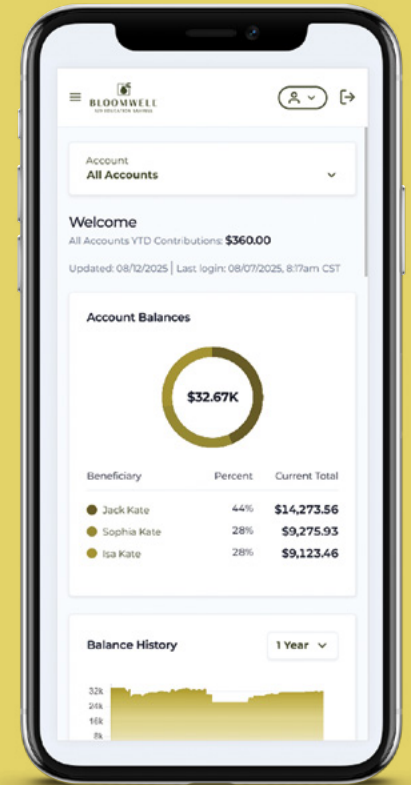 BLOOMWELL
529 EDUCATION SAVINGS
Account
All Accounts
Welcome
All Accounts YTD Contributions: $360.00
Updated: 08/12/2025 | Last login: 08/07/2025, 8:17am CST
Account Balances
$32.67K
Beneficiary Percent Current Total
Jack Kate 44% $14,273.56
Sophia Kate 28% $9,275.93
Isa Kate 28% $9,123.46
Balance History
1 Year
32k
24k
16k
8k